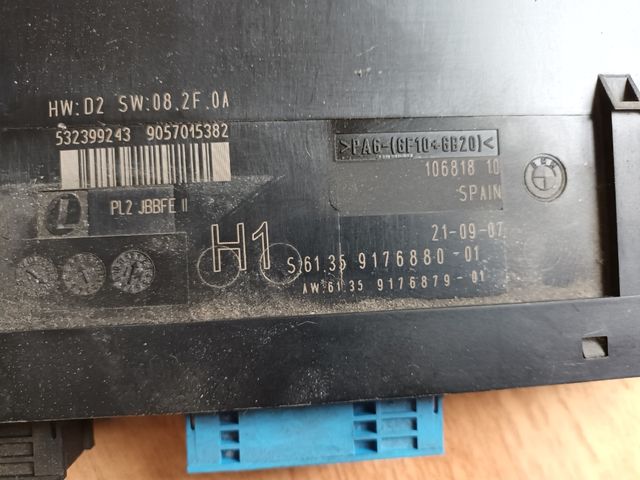 HW:D2 SW:08.2F.0A
532399243 9057015382
>PA6-(GF10+GB20)<
106818 10
SPAIN
L
PL2 JBBFE II
H1
21-09-07
S:61.35 9176880-01
AW:61.35 9176879-01